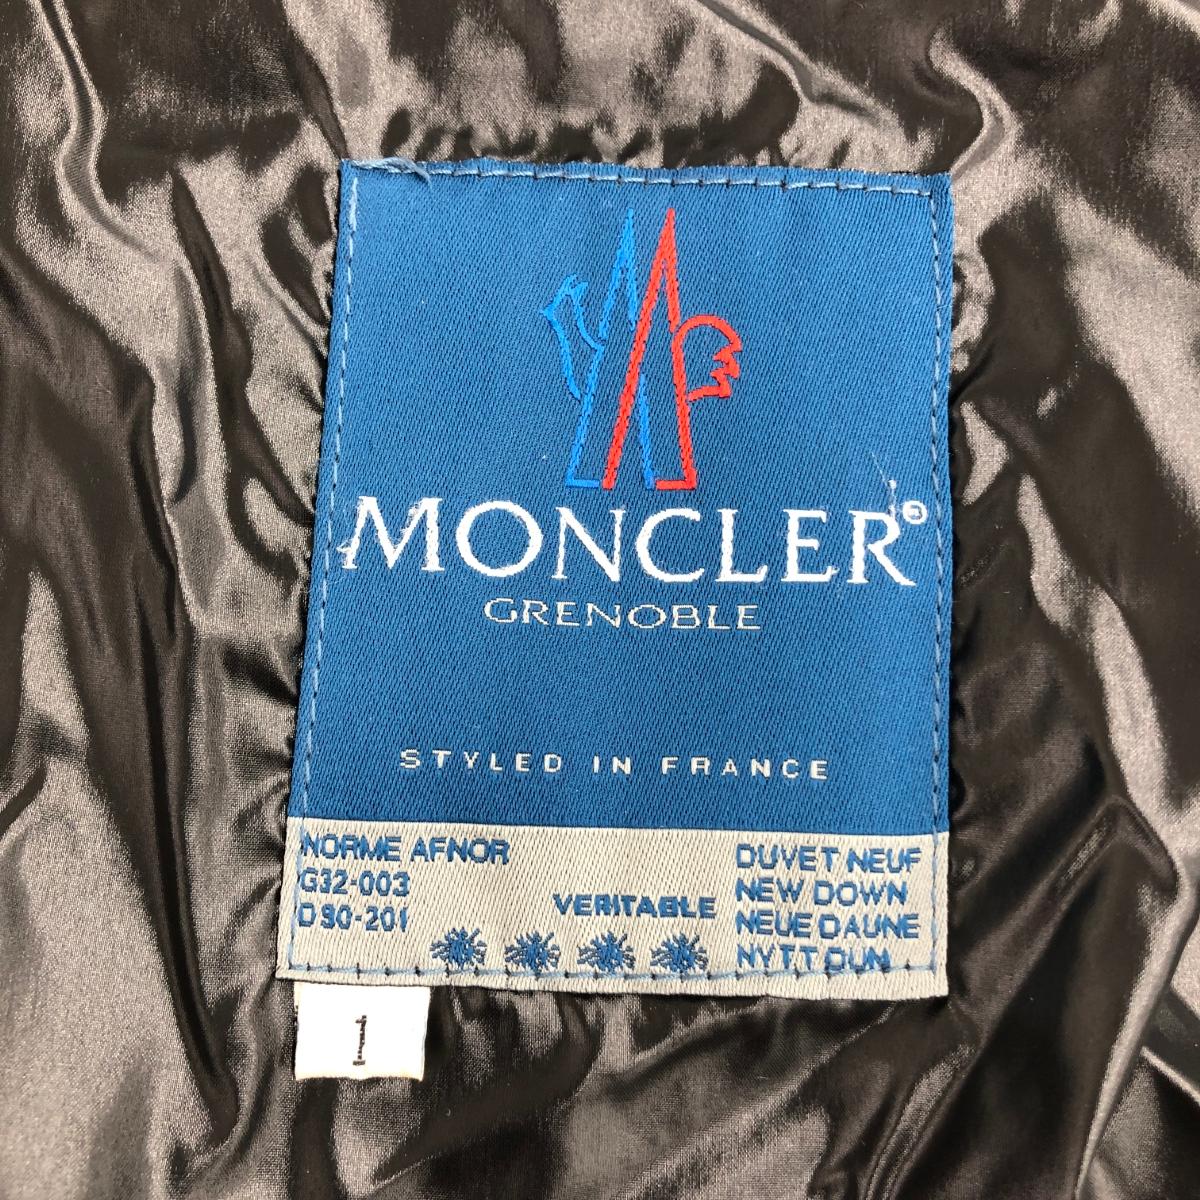 MONCLER®
GRENOBLE
STYLED IN FRANCE
NORME AFNOR
G32-003
D90-201
VERITABLE
DUVET NEUF
NEW DOWN
NEUE DAUNE
NYTT DUN
1